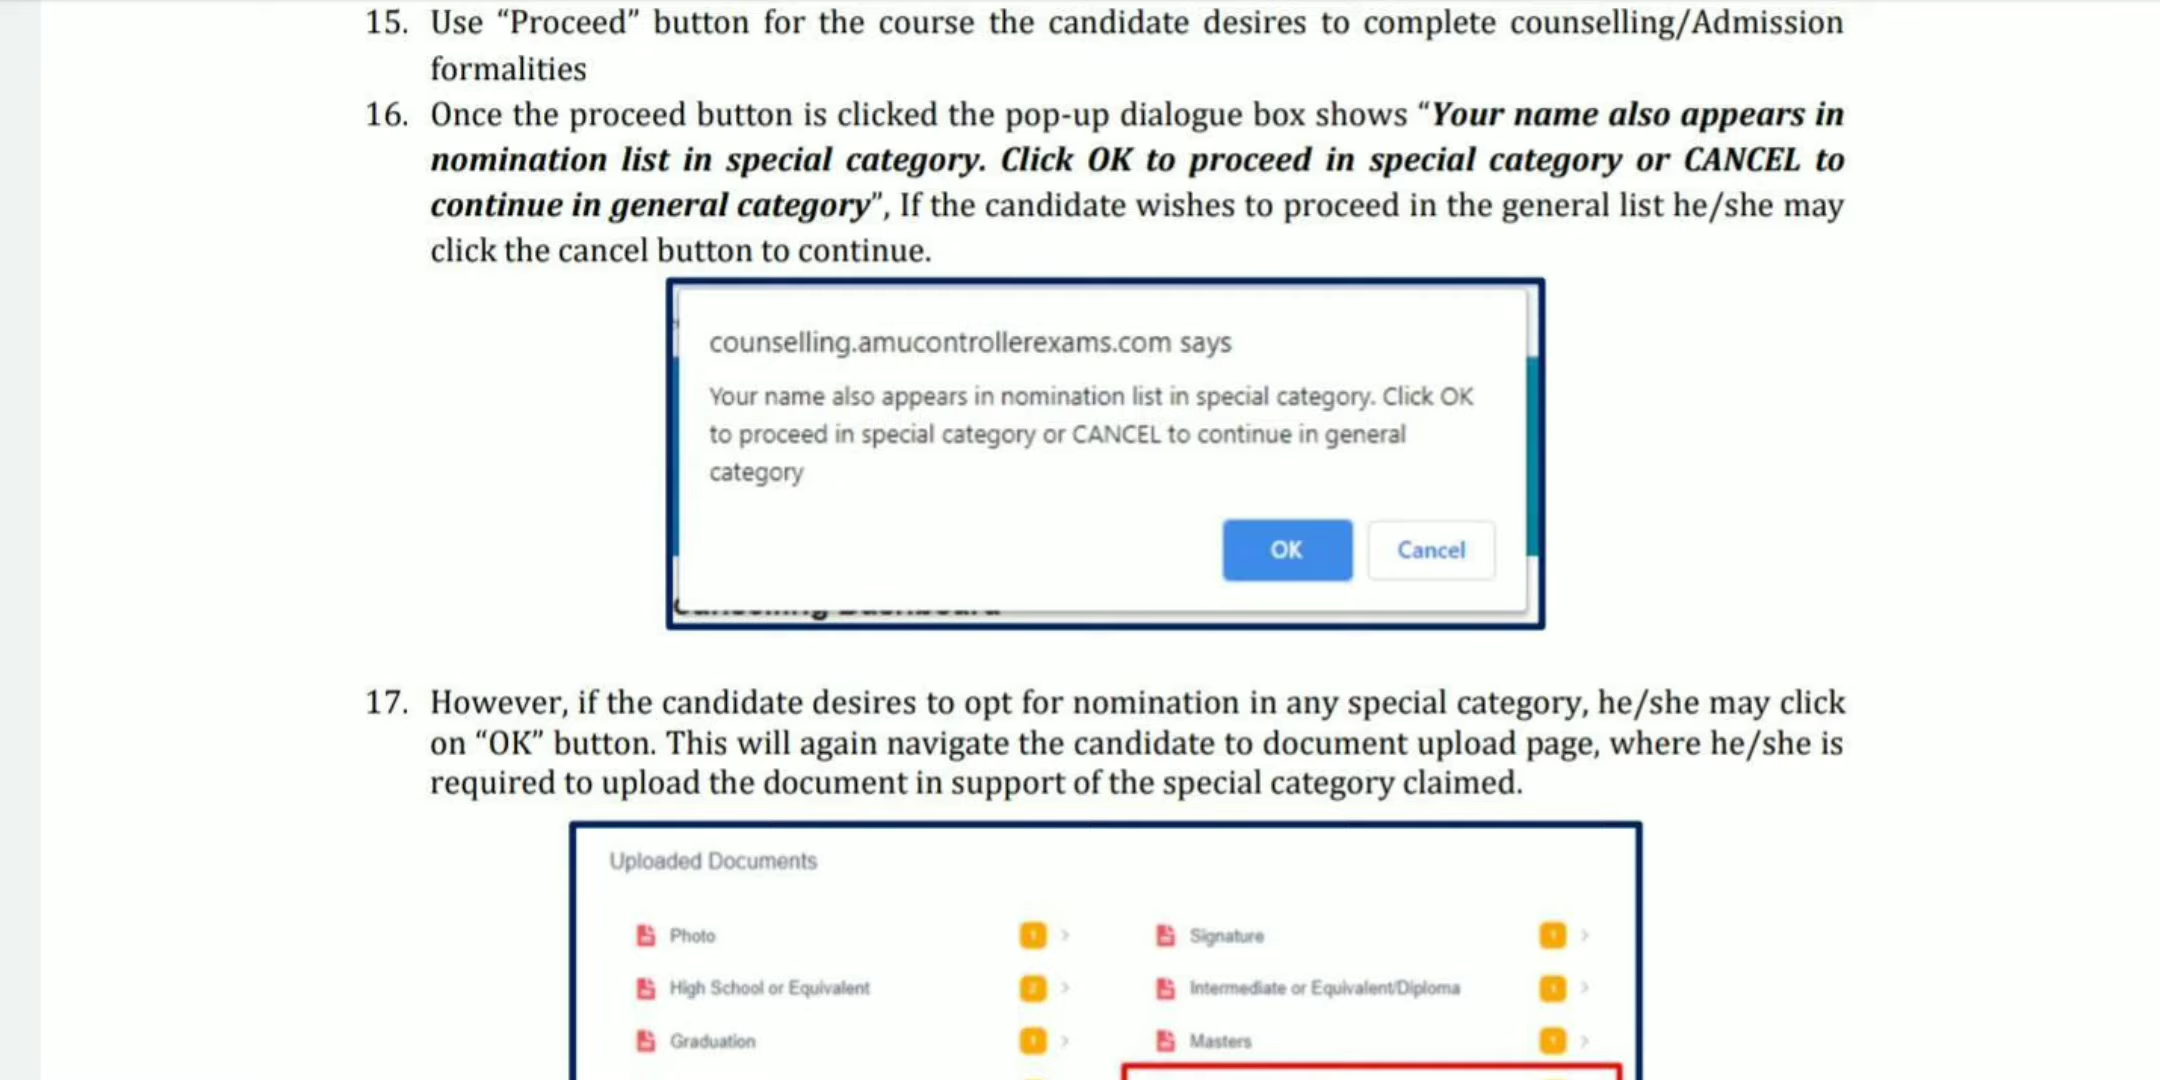 15. Use “Proceed” button for the course the candidate desires to complete counselling/Admission
formalities
16. Once the proceed button is clicked the pop-up dialogue box shows “Your name also appears in
nomination list in special category. Click OK to proceed in special category or CANCEL to
continue in general category”, If the candidate wishes to proceed in the general list he/she may
click the cancel button to continue.
counselling.amucontrollerexams.com says
Your name also appears in nomination list in special category. Click OK
to proceed in special category or CANCEL to continue in general
category
OK Cancel
17. However, if the candidate desires to opt for nomination in any special category, he/she may click
on “OK” button. This will again navigate the candidate to document upload page, where he/she is
required to upload the document in support of the special category claimed.
Uploaded Documents
Photo Signature
High School or Equivalent Intermediate or Equivalent/Diploma
Graduation Masters